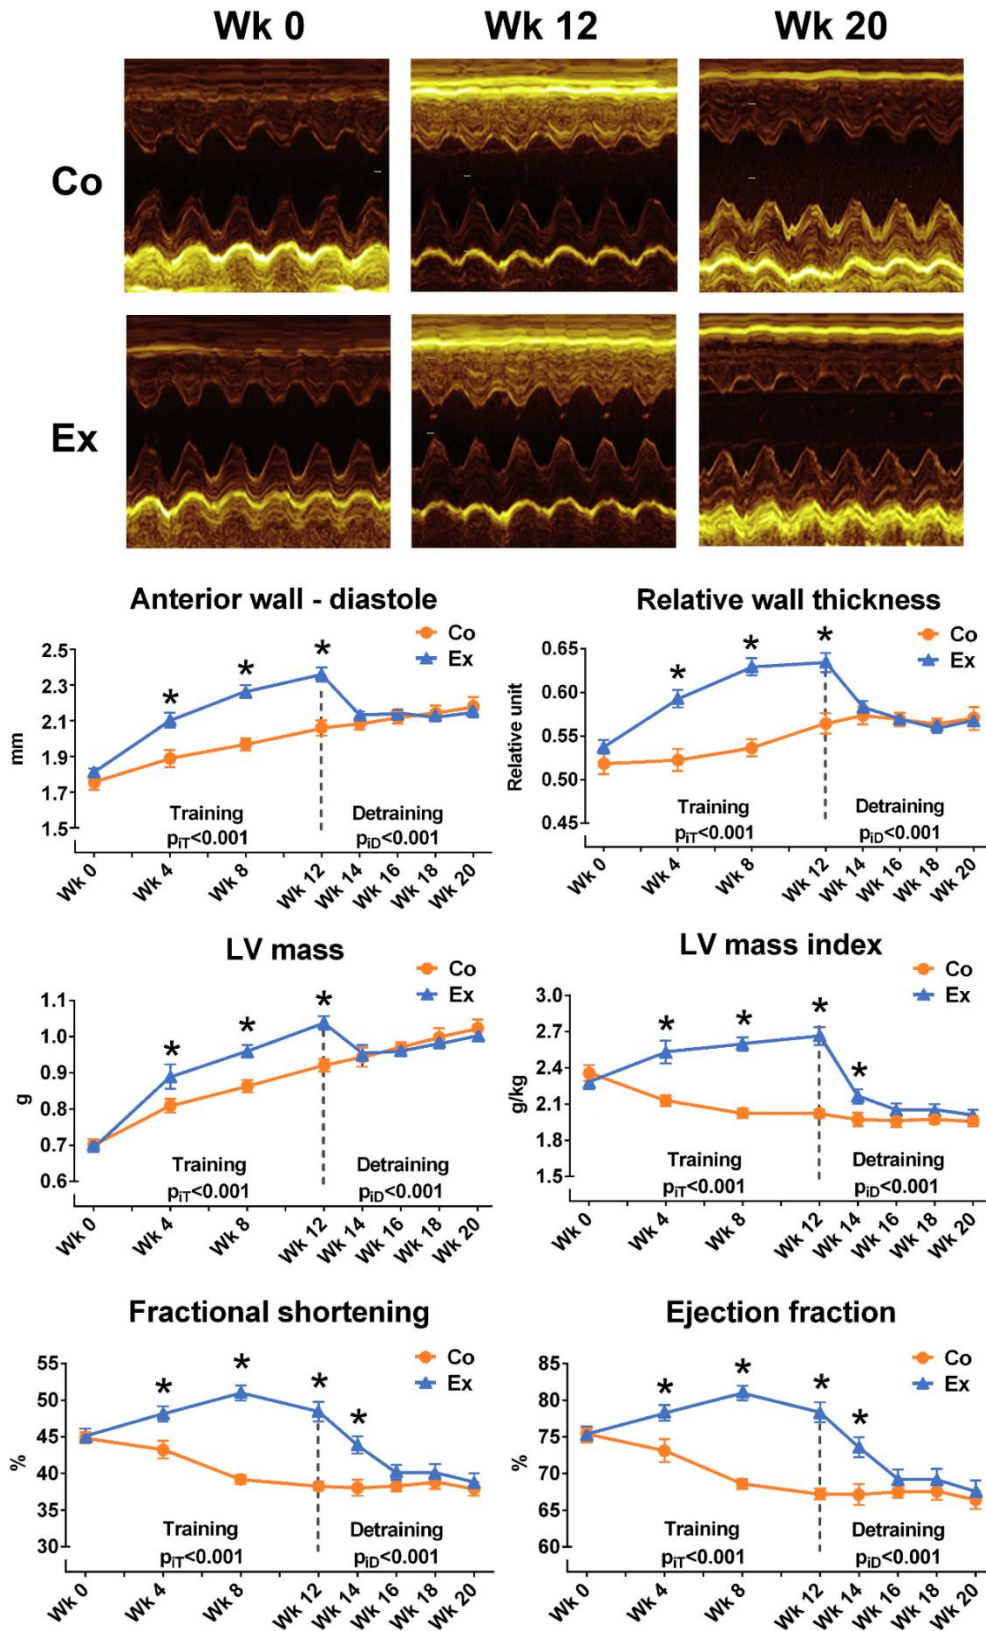 Wk 0 Wk 12 Wk 20
Co
Ex
Anterior wall - diastole
Co
Ex
2.5
2.3
2.1
1.9
1.7
1.5
mm
* * *
Training
piT<0.001
Detraining
piD<0.001
Wk 0 Wk 4 Wk 8 Wk 12 Wk 14 Wk 16 Wk 18 Wk 20
Relative wall thickness
Co
Ex
0.65
0.60
0.55
0.50
0.45
Relative unit
* * *
Training
piT<0.001
Detraining
piD<0.001
Wk 0 Wk 4 Wk 8 Wk 12 Wk 14 Wk 16 Wk 18 Wk 20
LV mass
Co
Ex
1.1
1.0
0.9
0.8
0.7
0.6
g
* * *
Training
piT<0.001
Detraining
piD<0.001
Wk 0 Wk 4 Wk 8 Wk 12 Wk 14 Wk 16 Wk 18 Wk 20
LV mass index
Co
Ex
3.0
2.7
2.4
2.1
1.8
1.5
g/kg
* * * *
Training
piT<0.001
Detraining
piD<0.001
Wk 0 Wk 4 Wk 8 Wk 12 Wk 14 Wk 16 Wk 18 Wk 20
Fractional shortening
Co
Ex
55
50
45
40
35
30
%
* * * *
Training
piT<0.001
Detraining
piD<0.001
Wk 0 Wk 4 Wk 8 Wk 12 Wk 14 Wk 16 Wk 18 Wk 20
Ejection fraction
Co
Ex
85
80
75
70
65
60
%
* * * *
Training
piT<0.001
Detraining
piD<0.001
Wk 0 Wk 4 Wk 8 Wk 12 Wk 14 Wk 16 Wk 18 Wk 20